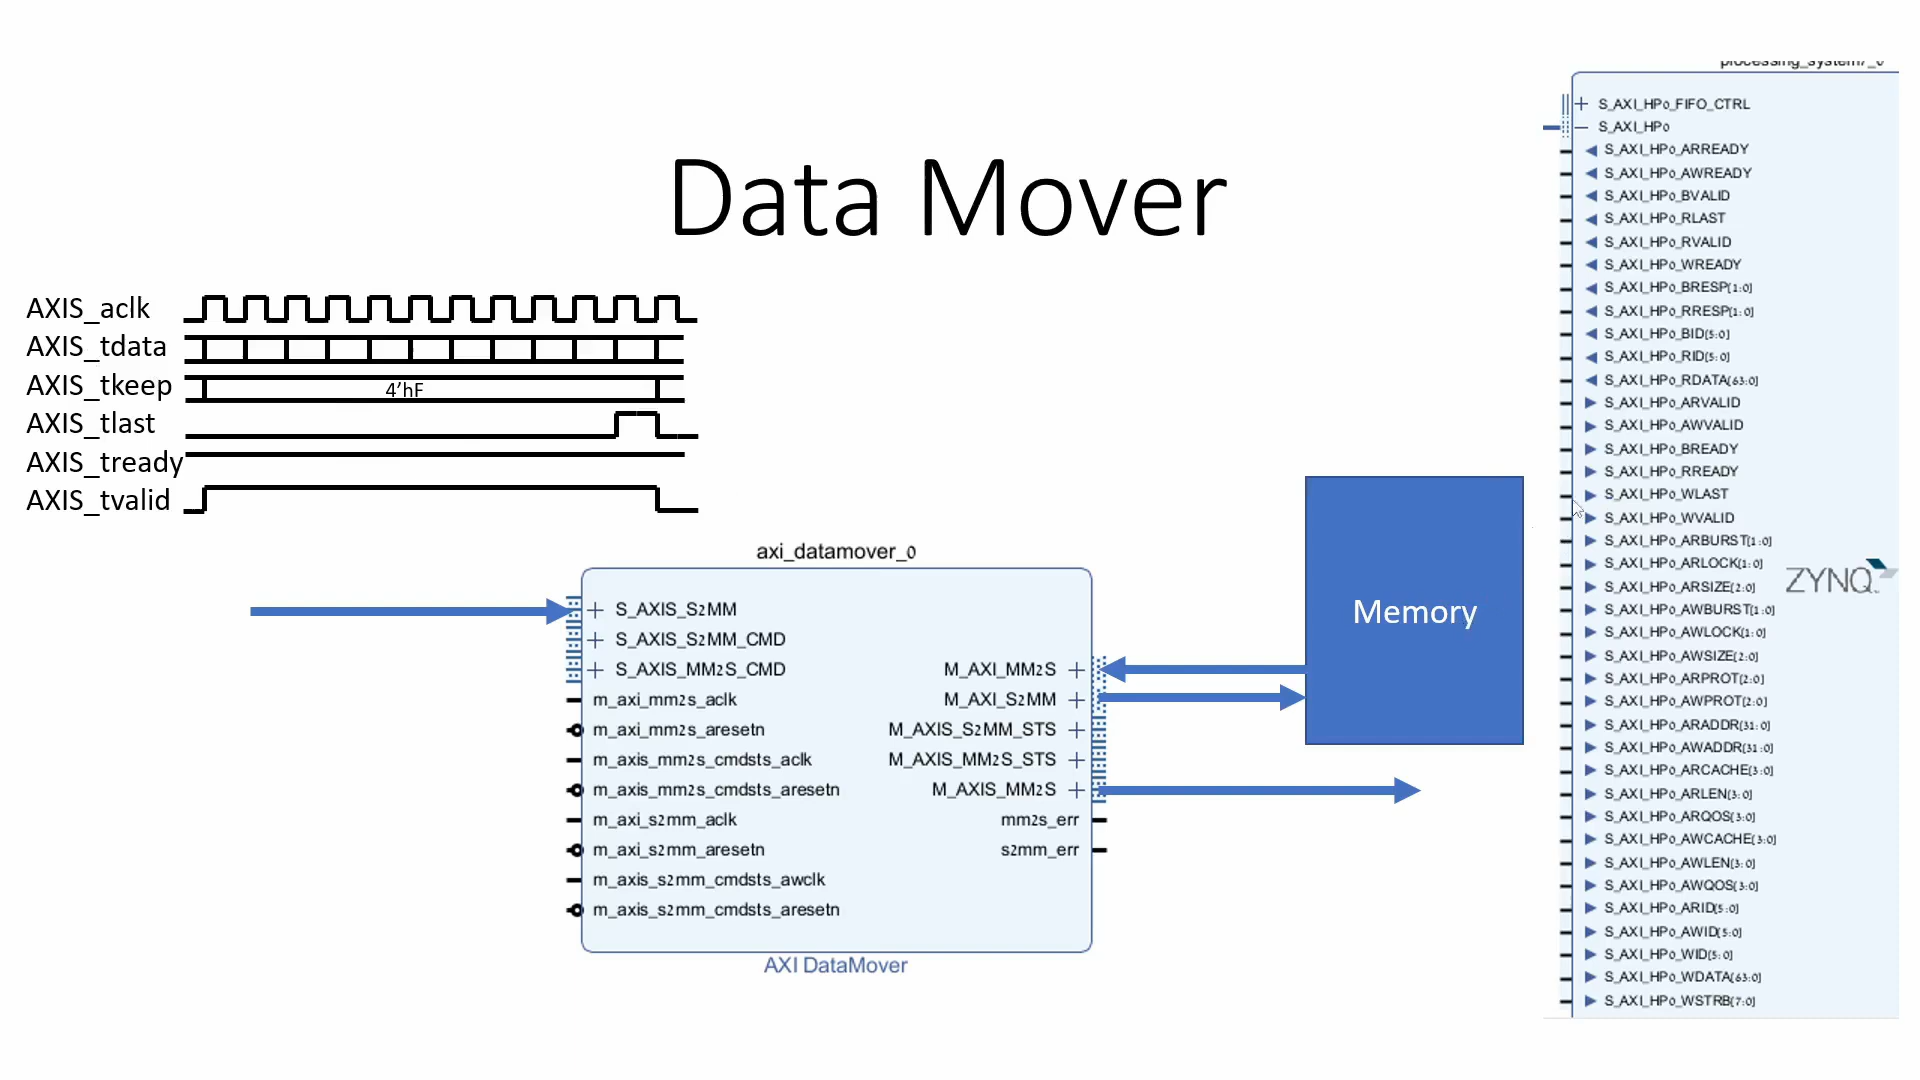 processing_system7_0
Data Mover
AXIS_aclk
AXIS_tdata
AXIS_tkeep
4'hF
AXIS_tlast
AXIS_tready
AXIS_tvalid
axi_datamover_0
S_AXIS_S2MM
S_AXIS_S2MM_CMD
S_AXIS_MM2S_CMD
m_axi_mm2s_aclk
m_axi_mm2s_aresetn
m_axis_mm2s_cmdsts_aclk
m_axis_mm2s_cmdsts_aresetn
m_axi_s2mm_aclk
m_axi_s2mm_aresetn
m_axis_s2mm_cmdsts_awclk
m_axis_s2mm_cmdsts_aresetn
M_AXI_MM2S
M_AXI_S2MM
M_AXIS_S2MM_STS
M_AXIS_MM2S_STS
M_AXIS_MM2S
mm2s_err
s2mm_err
AXI DataMover
Memory
S_AXI_HP0_FIFO_CTRL
S_AXI_HP0
S_AXI_HP0_ARREADY
S_AXI_HP0_AWREADY
S_AXI_HP0_BVALID
S_AXI_HP0_RLAST
S_AXI_HP0_RVALID
S_AXI_HP0_WREADY
S_AXI_HP0_BRESP[1:0]
S_AXI_HP0_RRESP[1:0]
S_AXI_HP0_BID[5:0]
S_AXI_HP0_RID[5:0]
S_AXI_HP0_RDATA[63:0]
S_AXI_HP0_ARVALID
S_AXI_HP0_AWVALID
S_AXI_HP0_BREADY
S_AXI_HP0_RREADY
S_AXI_HP0_WLAST
S_AXI_HP0_WVALID
S_AXI_HP0_ARBURST[1:0]
S_AXI_HP0_ARLOCK[1:0]
S_AXI_HP0_ARSIZE[2:0]
S_AXI_HP0_AWBURST[1:0]
S_AXI_HP0_AWLOCK[1:0]
S_AXI_HP0_AWSIZE[2:0]
S_AXI_HP0_ARPROT[2:0]
S_AXI_HP0_AWPROT[2:0]
S_AXI_HP0_ARADDR[31:0]
S_AXI_HP0_AWADDR[31:0]
S_AXI_HP0_ARCACHE[3:0]
S_AXI_HP0_ARLEN[3:0]
S_AXI_HP0_ARQOS[3:0]
S_AXI_HP0_AWCACHE[3:0]
S_AXI_HP0_AWLEN[3:0]
S_AXI_HP0_AWQOS[3:0]
S_AXI_HP0_ARID[5:0]
S_AXI_HP0_AWID[5:0]
S_AXI_HP0_WID[5:0]
S_AXI_HP0_WDATA[63:0]
S_AXI_HP0_WSTRB[7:0]
ZYNQ